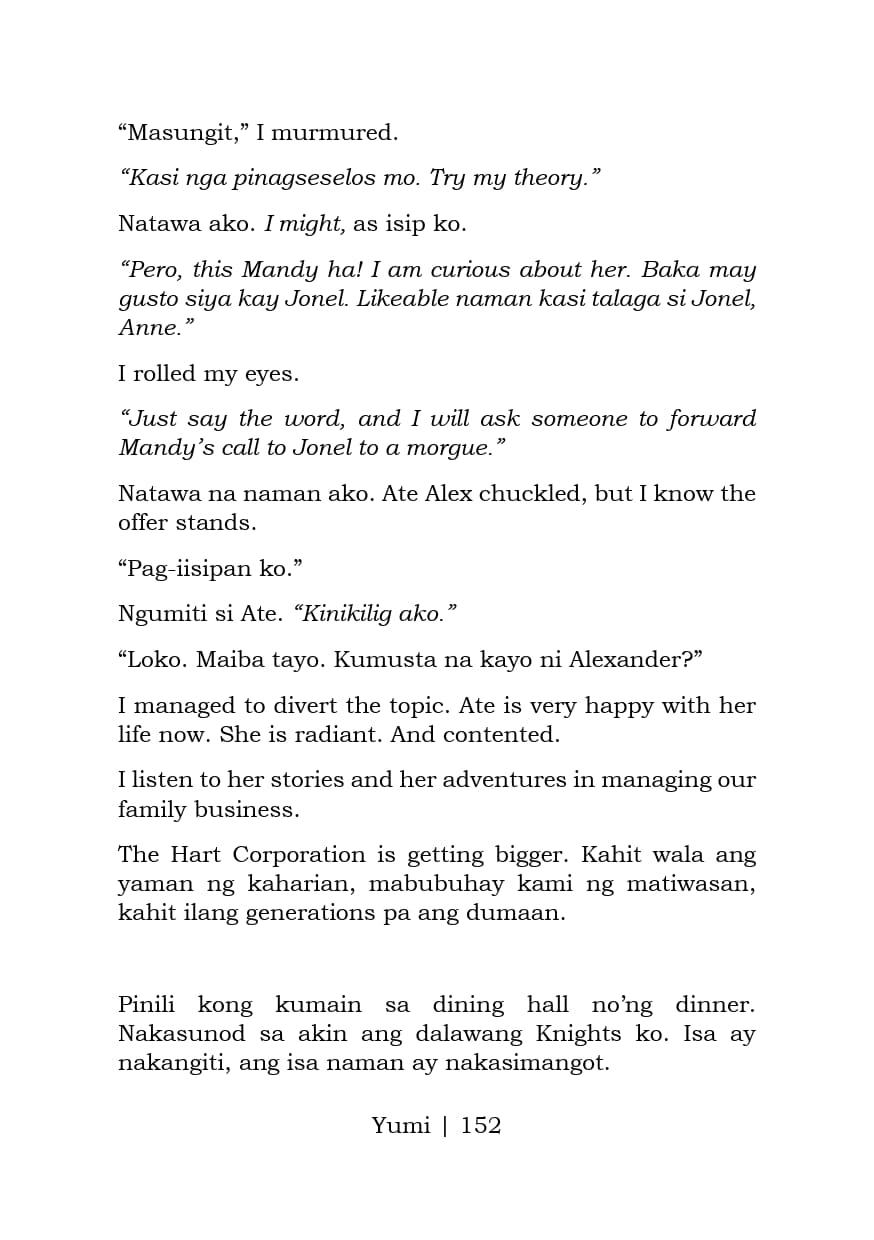 “Masungit,” I murmured.
“Kasi nga pinagseselos mo. Try my theory.”
Natawa ako. I might, as isip ko.
“Pero, this Mandy ha! I am curious about her. Baka may
gusto siya kay Jonel. Likeable naman kasi talaga si Jonel,
Anne.”
I rolled my eyes.
“Just say the word, and I will ask someone to forward
Mandy’s call to Jonel to a morgue.”
Natawa na naman ako. Ate Alex chuckled, but I know the
offer stands.
“Pag-iisipan ko.”
Ngumiti si Ate. “Kinikilig ako.”
“Loko. Maiba tayo. Kumusta na kayo ni Alexander?”
I managed to divert the topic. Ate is very happy with her
life now. She is radiant. And contented.
I listen to her stories and her adventures in managing our
family business.
The Hart Corporation is getting bigger. Kahit wala ang
yaman ng kaharian, mabubuhay kami ng matiwasan,
kahit ilang generations pa ang dumaan.
Pinili kong kumain sa dining hall no’ng dinner.
Nakasunod sa akin ang dalawang Knights ko. Isa ay
nakangiti, ang isa naman ay nakasimangot.
Yumi | 152